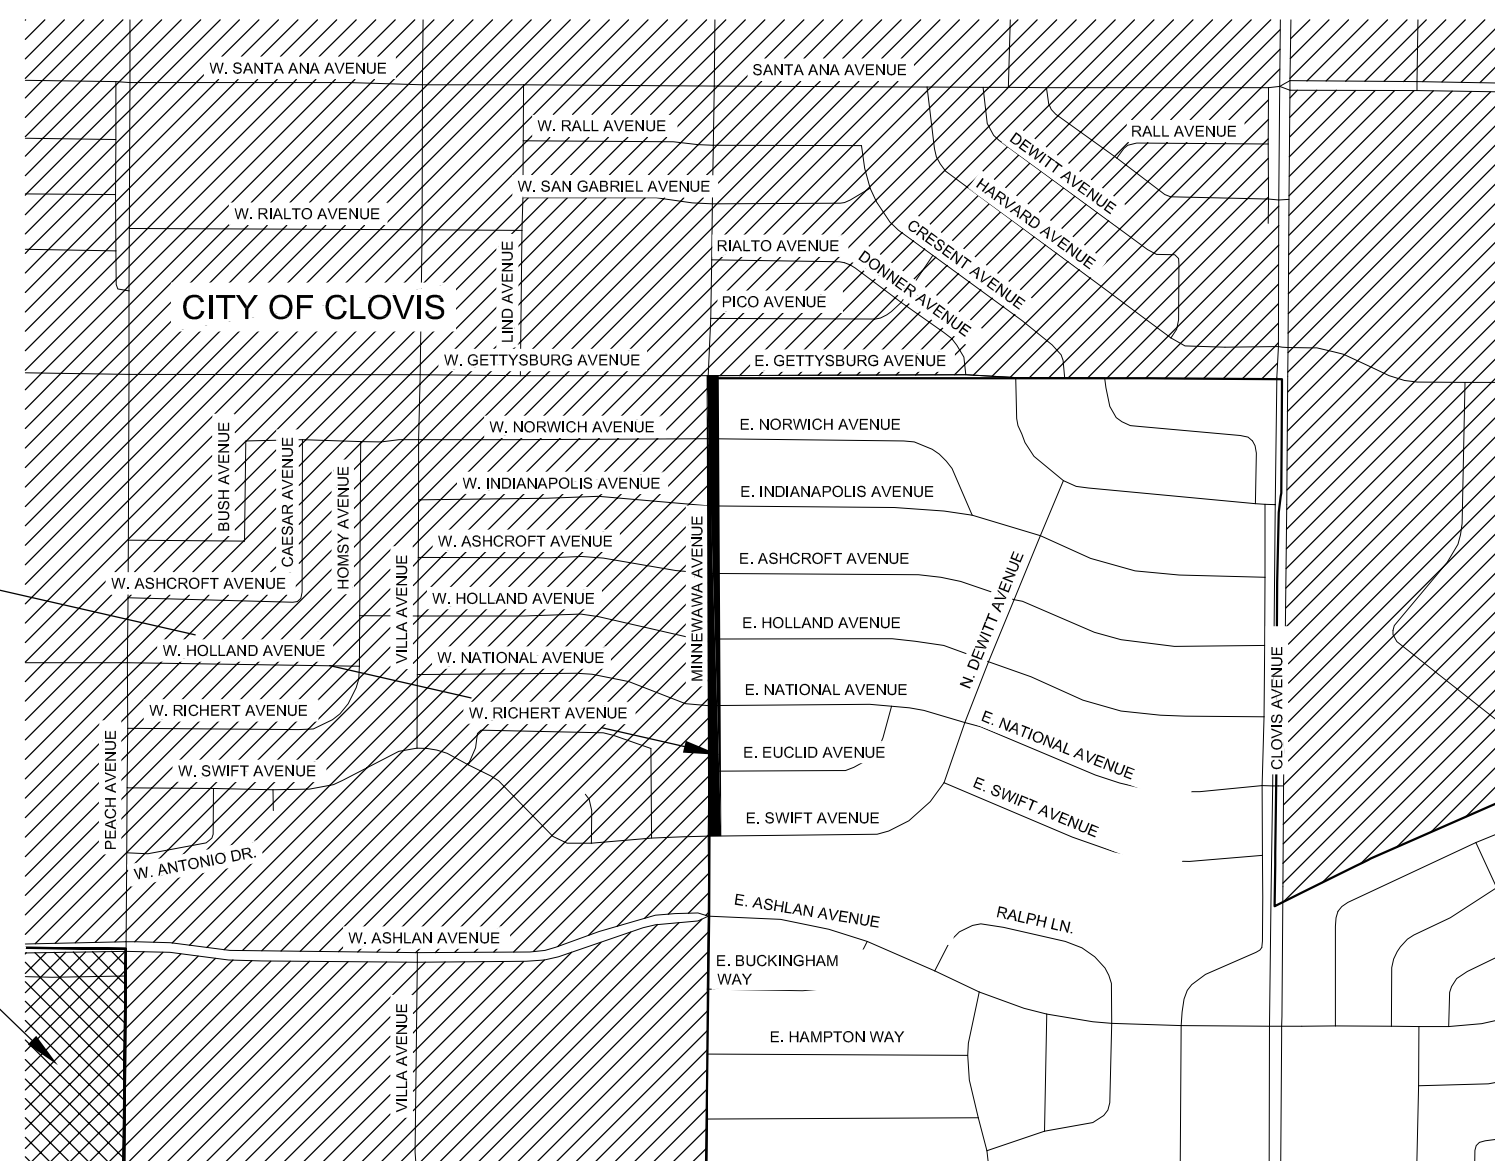 W. SANTA ANA AVENUE
SANTA ANA AVENUE
W. RALL AVENUE
RALL AVENUE
DEWITT AVENUE
W. SAN GABRIEL AVENUE
HARVARD AVENUE
W. RIALTO AVENUE
RIALTO AVENUE
CRESENT AVENUE
DONNER AVENUE
LIND AVENUE
PICO AVENUE
CITY OF CLOVIS
W. GETTYSBURG AVENUE
E. GETTYSBURG AVENUE
W. NORWICH AVENUE
E. NORWICH AVENUE
BUSH AVENUE
CAESAR AVENUE
HOMSY AVENUE
W. INDIANAPOLIS AVENUE
E. INDIANAPOLIS AVENUE
W. ASHCROFT AVENUE
E. ASHCROFT AVENUE
W. ASHCROFT AVENUE
VILLA AVENUE
W. HOLLAND AVENUE
MINNEWAWA AVENUE
E. HOLLAND AVENUE
N. DEWITT AVENUE
W. HOLLAND AVENUE
W. NATIONAL AVENUE
E. NATIONAL AVENUE
CLOVIS AVENUE
W. RICHERT AVENUE
W. RICHERT AVENUE
E. NATIONAL AVENUE
E. EUCLID AVENUE
PEACH AVENUE
W. SWIFT AVENUE
E. SWIFT AVENUE
E. SWIFT AVENUE
W. ANTONIO DR.
E. ASHLAN AVENUE
RALPH LN.
W. ASHLAN AVENUE
E. BUCKINGHAM
WAY
E. HAMPTON WAY
VILLA AVENUE